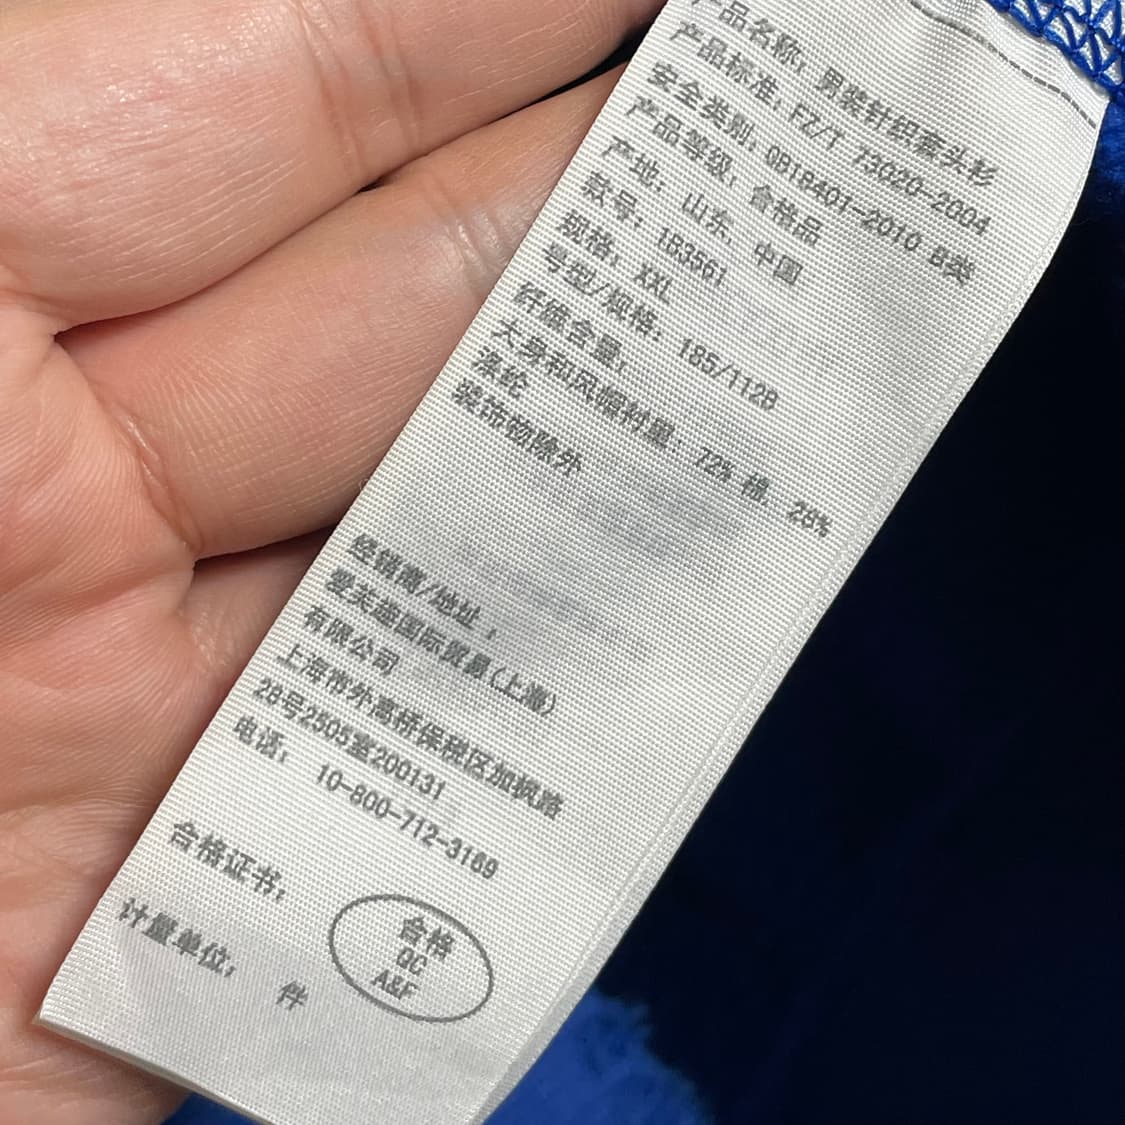 产品名称：男装针织套头衫
产品标准：FZ/T 73020-2004
安全类别：GB18401-2010 B类
产品等级：合格品
产地：山东，中国
款号：1B3561
规格：XXL
号型/规格：185/112B
纤维含量：
大身和风帽衬里：72% 棉，28%
涤纶
装饰物除外
经销商/地址：
爱芙趣国际贸易(上海)
有限公司
上海市外高桥保税区加枫路
28号2505室200131
电话： 10-800-712-3169
合格证书：
合格
QC
A&F
计量单位： 件